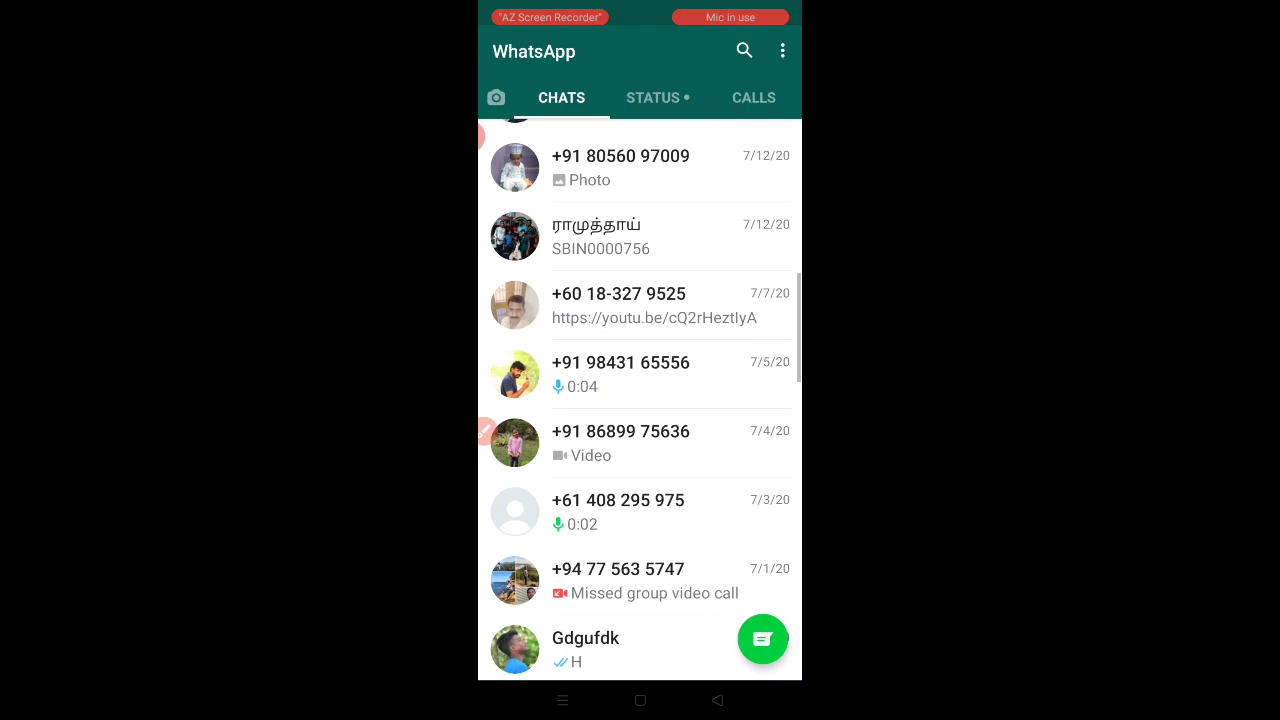 "AZ Screen Recorder"
Mic in use
WhatsApp
CHATS
STATUS
CALLS
+91 80560 97009
7/12/20
Photo
ராமுத்தாய்
7/12/20
SBIN0000756
+60 18-327 9525
7/7/20
https://youtu.be/cQ2rHeztIyA
+91 98431 65556
7/5/20
0:04
+91 86899 75636
7/4/20
Video
+61 408 295 975
7/3/20
0:02
+94 77 563 5747
7/1/20
Missed group video call
Gdgufdk
H